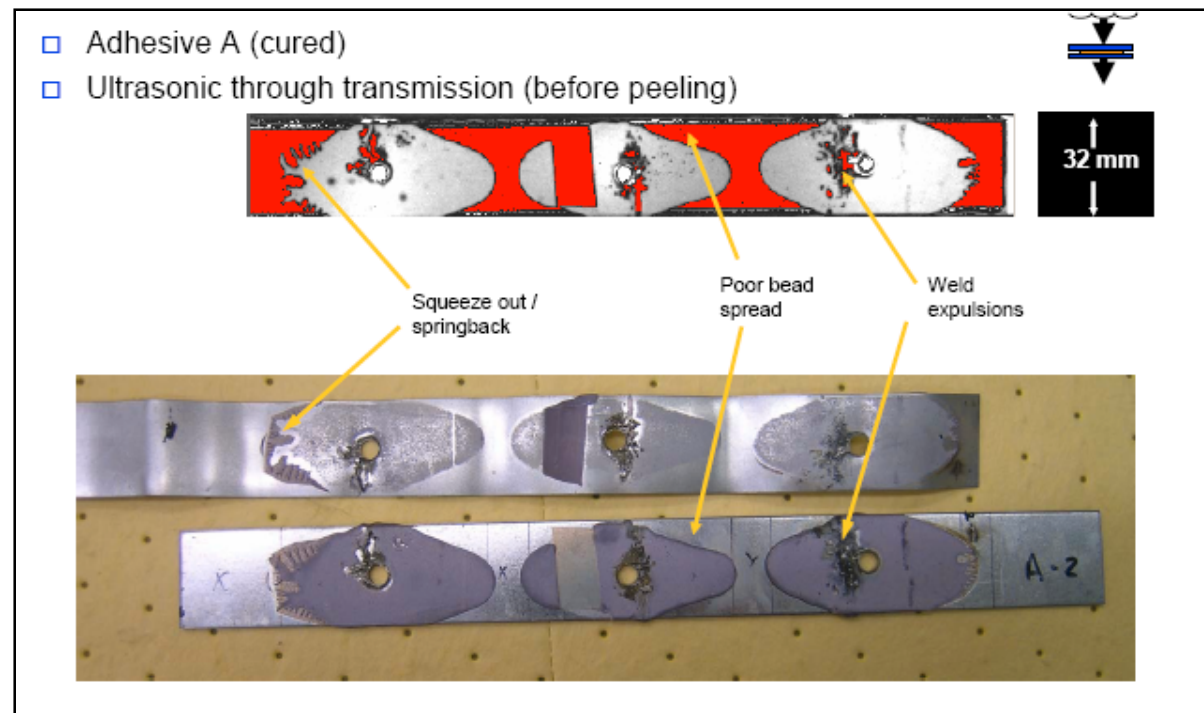 Adhesive A (cured)
Ultrasonic through transmission (before peeling)
32 mm
Squeeze out /
springback
Poor bead
spread
Weld
expulsions
X
X
Y
A-2